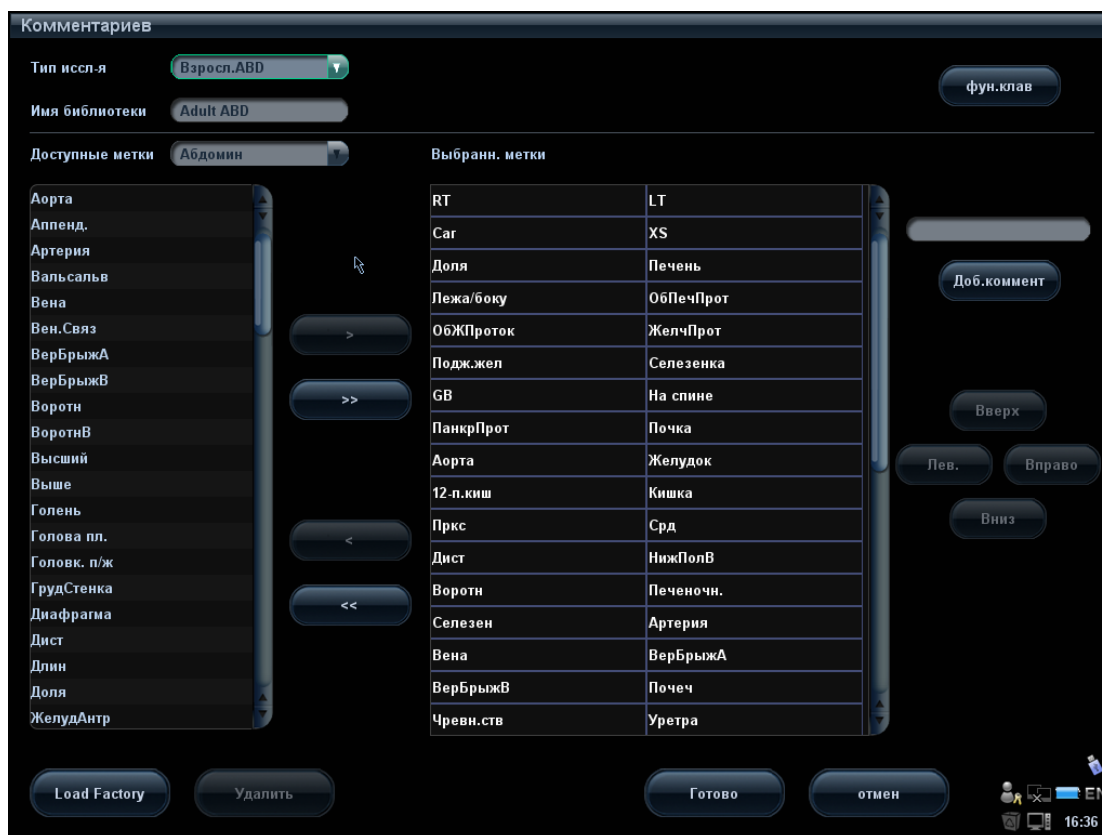 Комментариев
Тип иссл-я Взросл.ABD
фун.клав
Имя библиотеки Adult ABD
Доступные метки Абдомин Выбранн. метки
Аорта
Аппенд.
Артерия
Вальсальв
Вена
Вен.Связ
ВерБрыжА
ВерБрыжВ
Воротн
ВоротнВ
Высший
Выше
Голень
Голова пл.
Головк. п/ж
ГрудСтенка
Диафрагма
Дист
Длин
Доля
ЖелудАнтр
>
>>
<
<<
RT LT
Саг XS
Доля Печень
Лежа/боку ОбПечПрот
ОбЖПроток ЖелчПрот
Подж.жел Селезенка
GB На спине
ПанкрПрот Почка
Аорта Желудок
12-п.киш Кишка
Пркс Срд
Дист НижПолВ
Воротн Печеночн.
Селезен Артерия
Вена ВерБрыжА
ВерБрыжВ Почеч
Чревн.ств Уретра
Доб.коммент
Вверх
Лев. Вправо
Вниз
Load Factory Удалить Готово отмен
EN
16:36